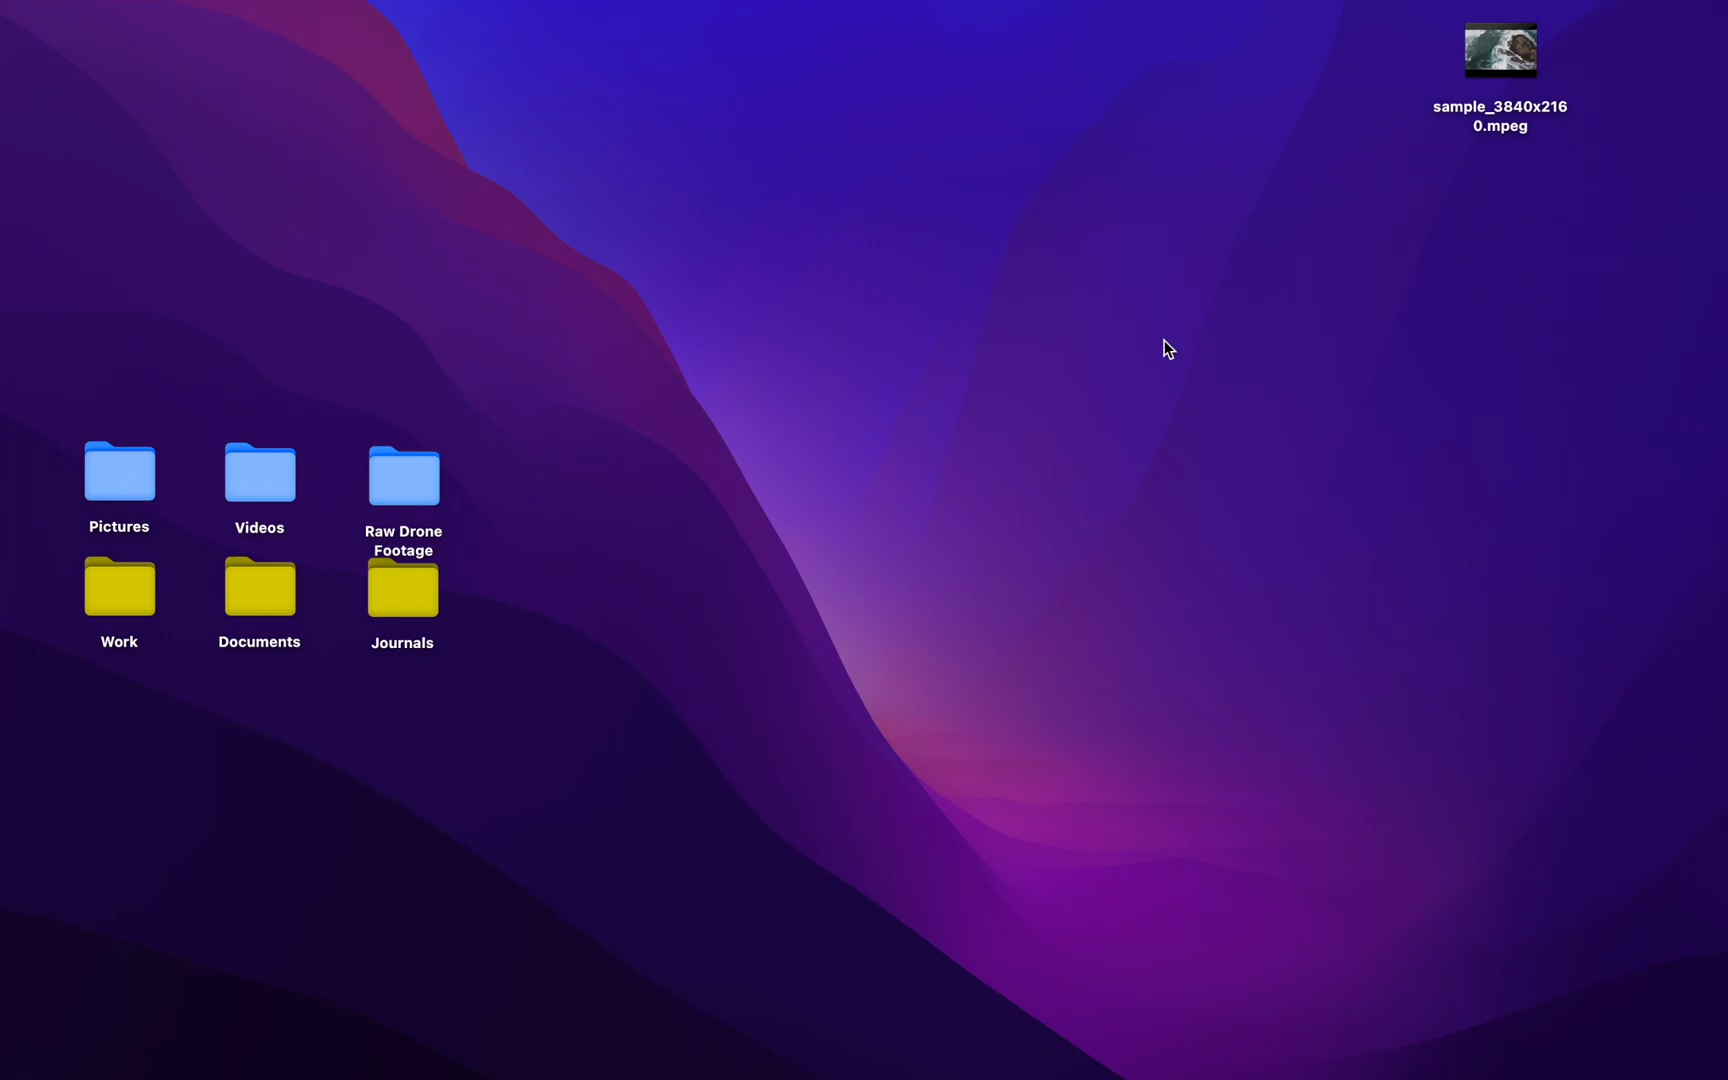 sample_3840x216
0.mpeg
Pictures
Videos
Raw Drone
Footage
Work
Documents
Journals